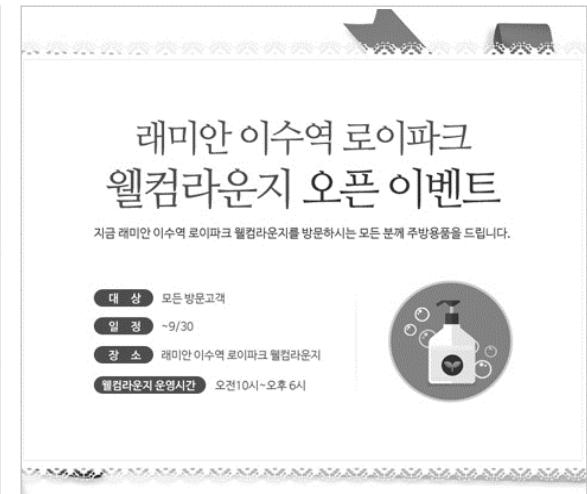 래미안 이수역 로이파크
웰컴라운지 오픈 이벤트
지금 래미안 이수역 로이파크 웰컴라운지를 방문하시는 모든 분께 주방용품을 드립니다.
대 상 모든 방문고객
일 정 ~9/30
장 소 래미안 이수역 로이파크 웰컴라운지
웰컴라운지 운영시간 오전10시~오후 6시